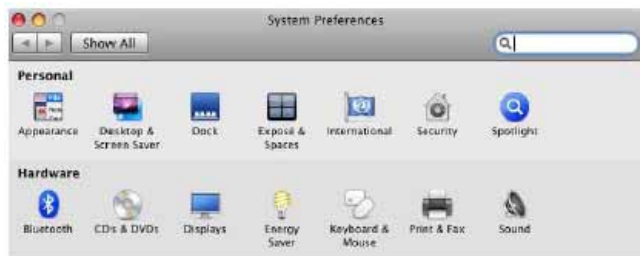 System Preferences
Show All
Personal
Appearance
Desktop & Screen Saver
Dock
Exposé & Spaces
International
Security
Spotlight
Hardware
Bluetooth
CDs & DVDs
Displays
Energy Saver
Keyboard & Mouse
Print & Fax
Sound